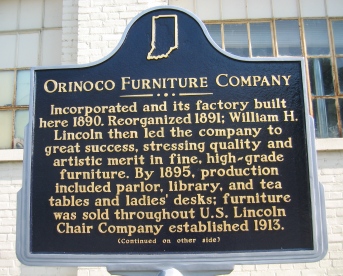 ORINOCO FURNITURE COMPANY
Incorporated and its factory built
here 1890. Reorganized 1891; William H.
Lincoln then led the company to
great success, stressing quality and
artistic merit in fine, high-grade
furniture. By 1895, production
included parlor, library, and tea
tables and ladies' desks; furniture
was sold throughout U.S. Lincoln
Chair Company established 1913.
(Continued on other side)